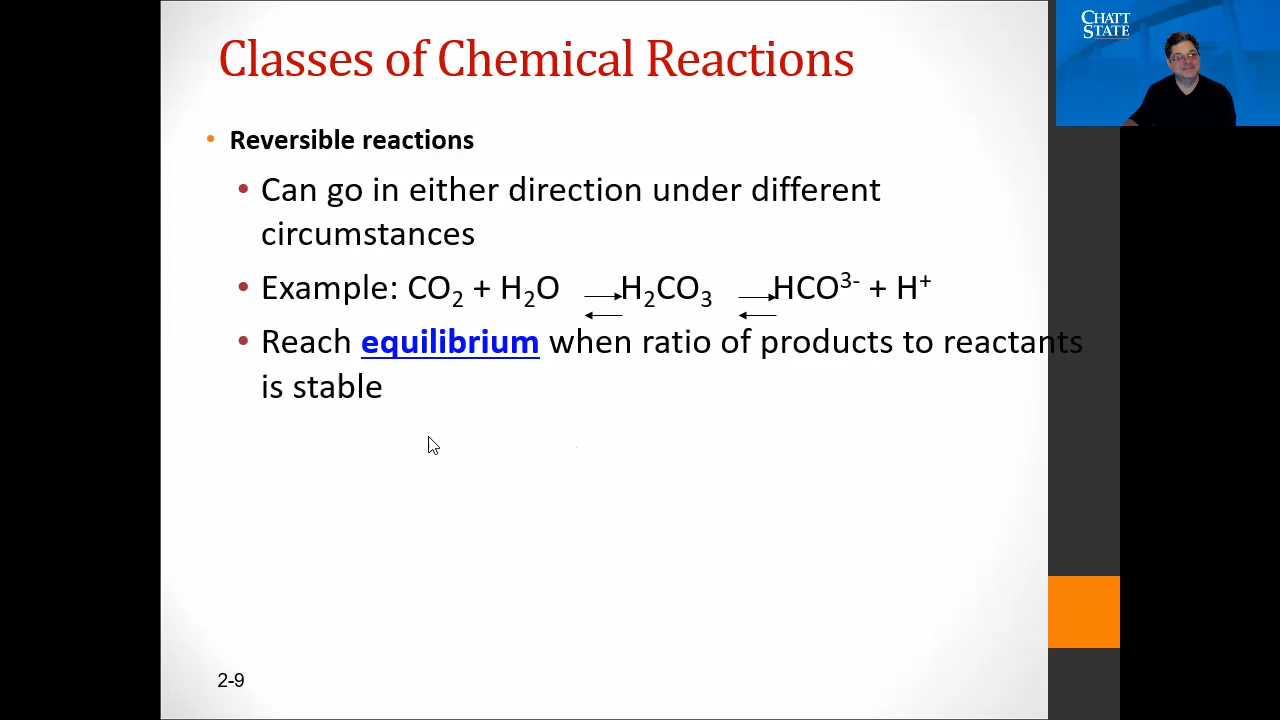 Classes of Chemical Reactions
CHATT
STATE
• Reversible reactions
• Can go in either direction under different
circumstances
• Example: CO₂ + H₂O ⇄ H₂CO₃ ⇄ HCO³⁻ + H⁺
• Reach equilibrium when ratio of products to reactants
is stable
2-9